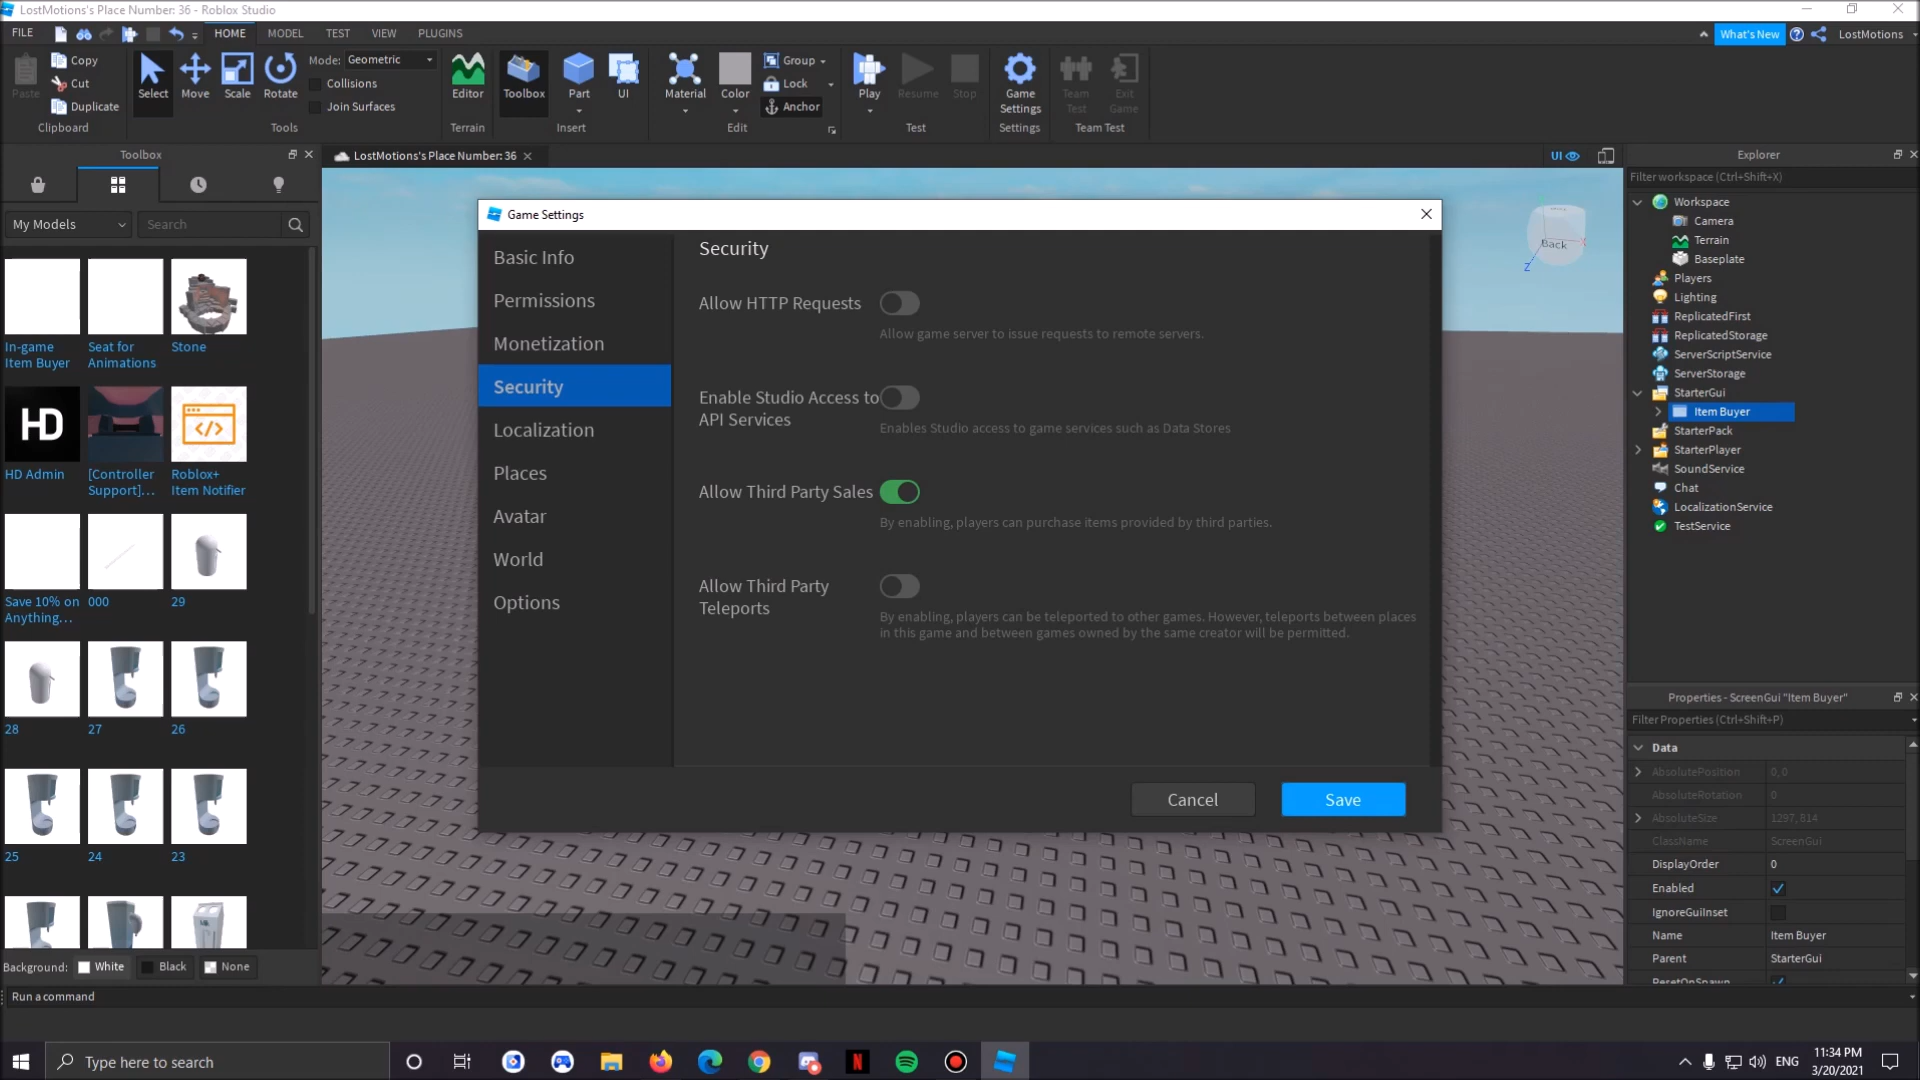 LostMotions's Place Number: 36 - Roblox Studio
FILE
HOME
MODEL
TEST
VIEW
PLUGINS
What's New
LostMotions
Paste
Copy
Cut
Duplicate
Clipboard
Select
Move
Scale
Rotate
Mode: Geometric
Collisions
Join Surfaces
Tools
Editor
Terrain
Toolbox
Part
UI
Insert
Material
Color
Group
Lock
Anchor
Edit
Play
Resume
Stop
Test
Game
Settings
Settings
Team
Test
Exit
Game
Team Test
Toolbox
My Models
Search
In-game
Item Buyer
Seat for
Animations
Stone
HD
HD Admin
[Controller
Support]...
Roblox+
Item Notifier
Save 10% on
Anything...
000
29
28
27
26
25
24
23
Background: White Black None
Run a command
LostMotions's Place Number: 36
UI
Back
Z
Game Settings
Basic Info
Permissions
Monetization
Security
Localization
Places
Avatar
World
Options
Security
Allow HTTP Requests
Allow game server to issue requests to remote servers.
Enable Studio Access to
API Services
Enables Studio access to game services such as Data Stores
Allow Third Party Sales
By enabling, players can purchase items provided by third parties.
Allow Third Party
Teleports
By enabling, players can be teleported to other games. However, teleports between places
in this game and between games owned by the same creator will be permitted.
Cancel
Save
Explorer
Filter workspace (Ctrl+Shift+X)
Workspace
Camera
Terrain
Baseplate
Players
Lighting
ReplicatedFirst
ReplicatedStorage
ServerScriptService
ServerStorage
StarterGui
Item Buyer
StarterPack
StarterPlayer
SoundService
Chat
LocalizationService
TestService
Properties - ScreenGui "Item Buyer"
Filter Properties (Ctrl+Shift+P)
Data
AbsolutePosition 0, 0
AbsoluteRotation 0
AbsoluteSize 1297, 814
ClassName ScreenGui
DisplayOrder 0
Enabled
IgnoreGuiInset
Name Item Buyer
Parent StarterGui
ResetOnSpawn
Type here to search
N
ENG
11:34 PM
3/20/2021